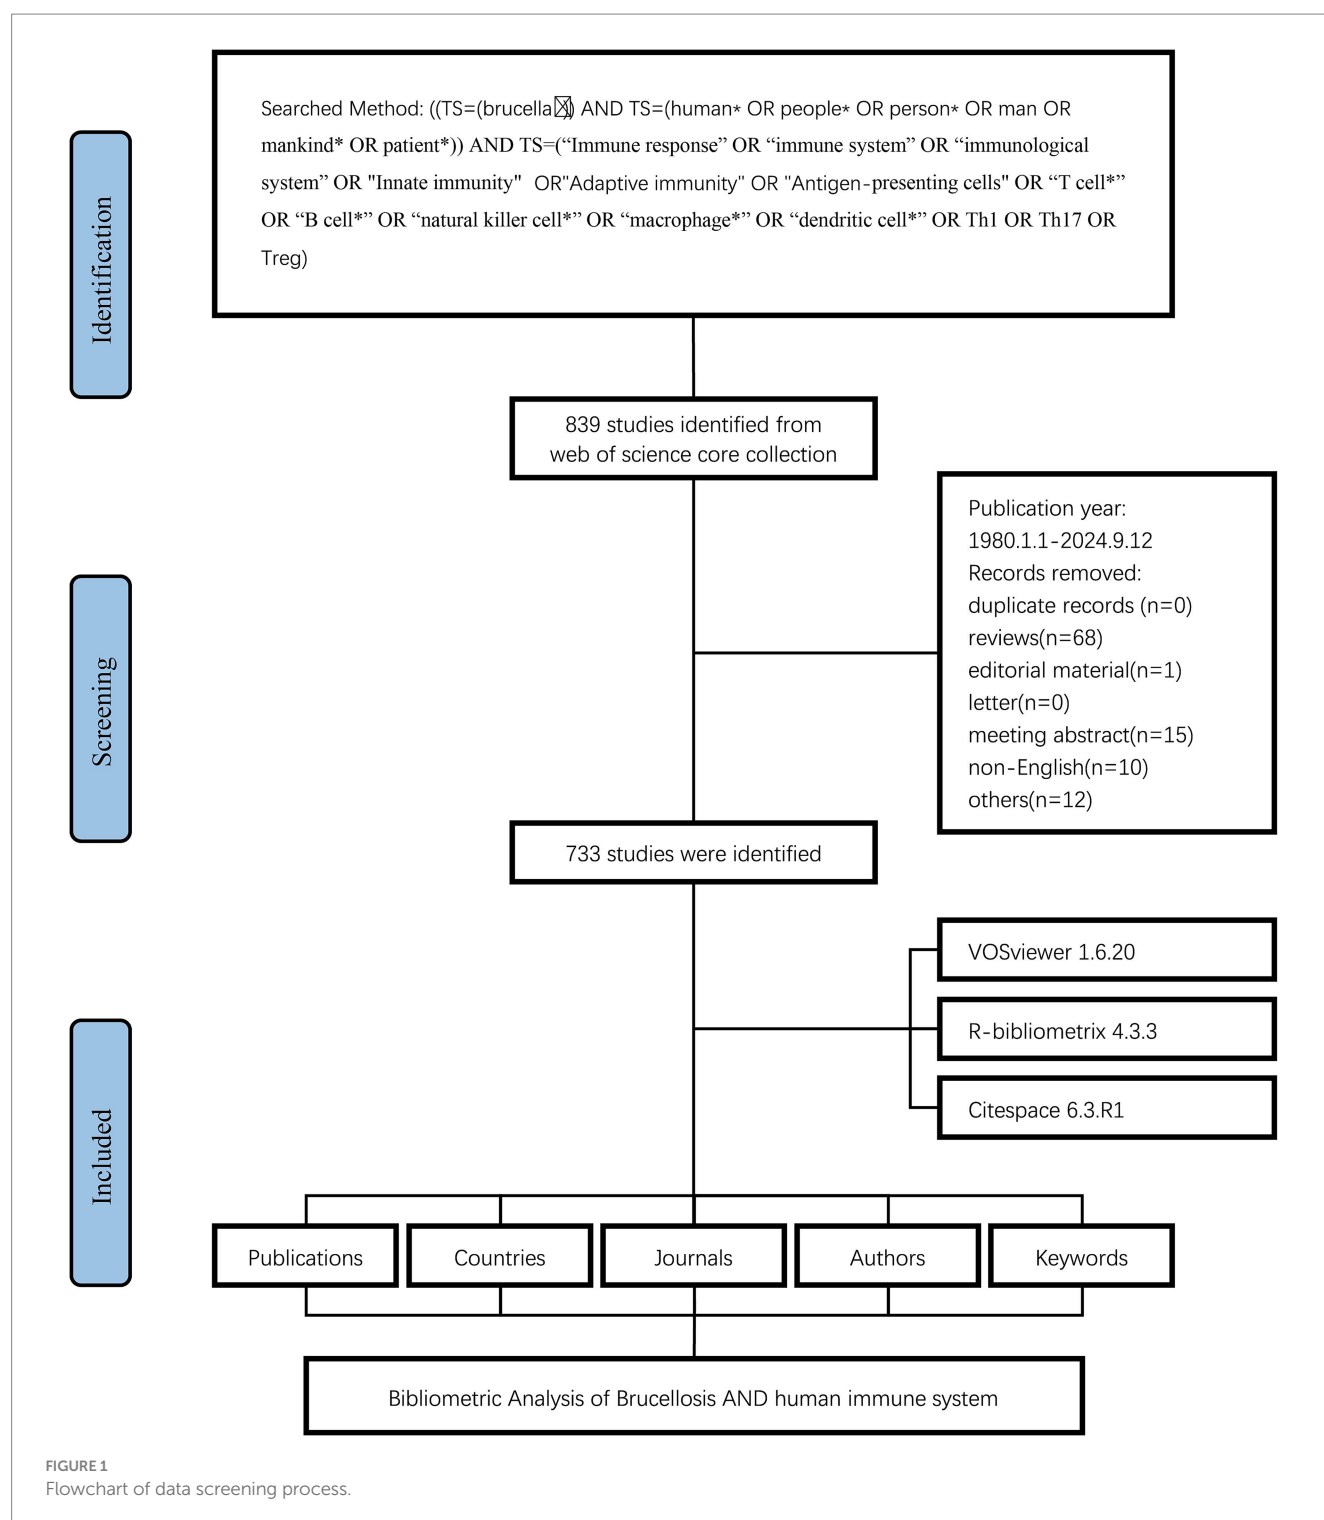 Identification
Searched Method: ((TS=(brucella )) AND TS=(human* OR people* OR person* OR man OR
mankind* OR patient*)) AND TS=(“Immune response” OR “immune system” OR “immunological
system” OR "Innate immunity" OR"Adaptive immunity" OR "Antigen-presenting cells" OR “T cell*”
OR “B cell*” OR “natural killer cell*” OR “macrophage*” OR “dendritic cell*” OR Th1 OR Th17 OR
Treg)
839 studies identified from
web of science core collection
Screening
Publication year:
1980.1.1-2024.9.12
Records removed:
duplicate records (n=0)
reviews(n=68)
editorial material(n=1)
letter(n=0)
meeting abstract(n=15)
non-English(n=10)
others(n=12)
733 studies were identified
VOSviewer 1.6.20
R-bibliometrix 4.3.3
Citespace 6.3.R1
Included
Publications
Countries
Journals
Authors
Keywords
Bibliometric Analysis of Brucellosis AND human immune system
FIGURE 1
Flowchart of data screening process.